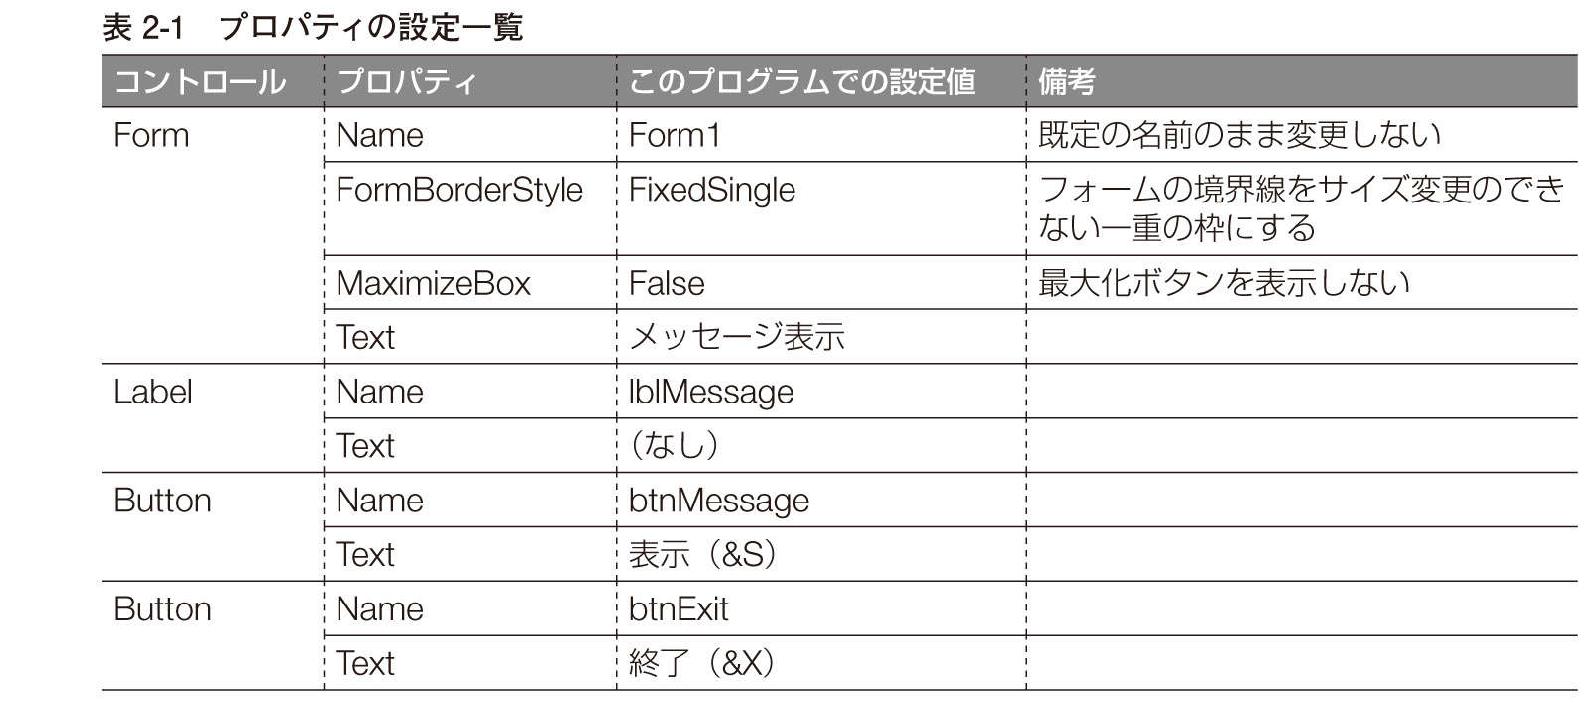 表 2-1　プロパティの設定一覧
コントロール　プロパティ　このプログラムでの設定値　備考
Form　Name　Form1　既定の名前のまま変更しない
FormBorderStyle　FixedSingle　フォームの境界線をサイズ変更のでき
ない一重の枠にする
MaximizeBox　False　最大化ボタンを表示しない
Text　メッセージ表示
Label　Name　lblMessage
Text　（なし）
Button　Name　btnMessage
Text　表示（&S）
Button　Name　btnExit
Text　終了（&X）